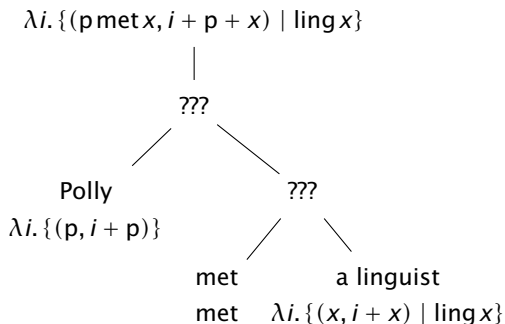 λi. {(p met x, i + p + x) | ling x}
???
Polly
λi. {(p, i + p)}
???
met
a linguist
met
λi. {(x, i + x) | ling x}